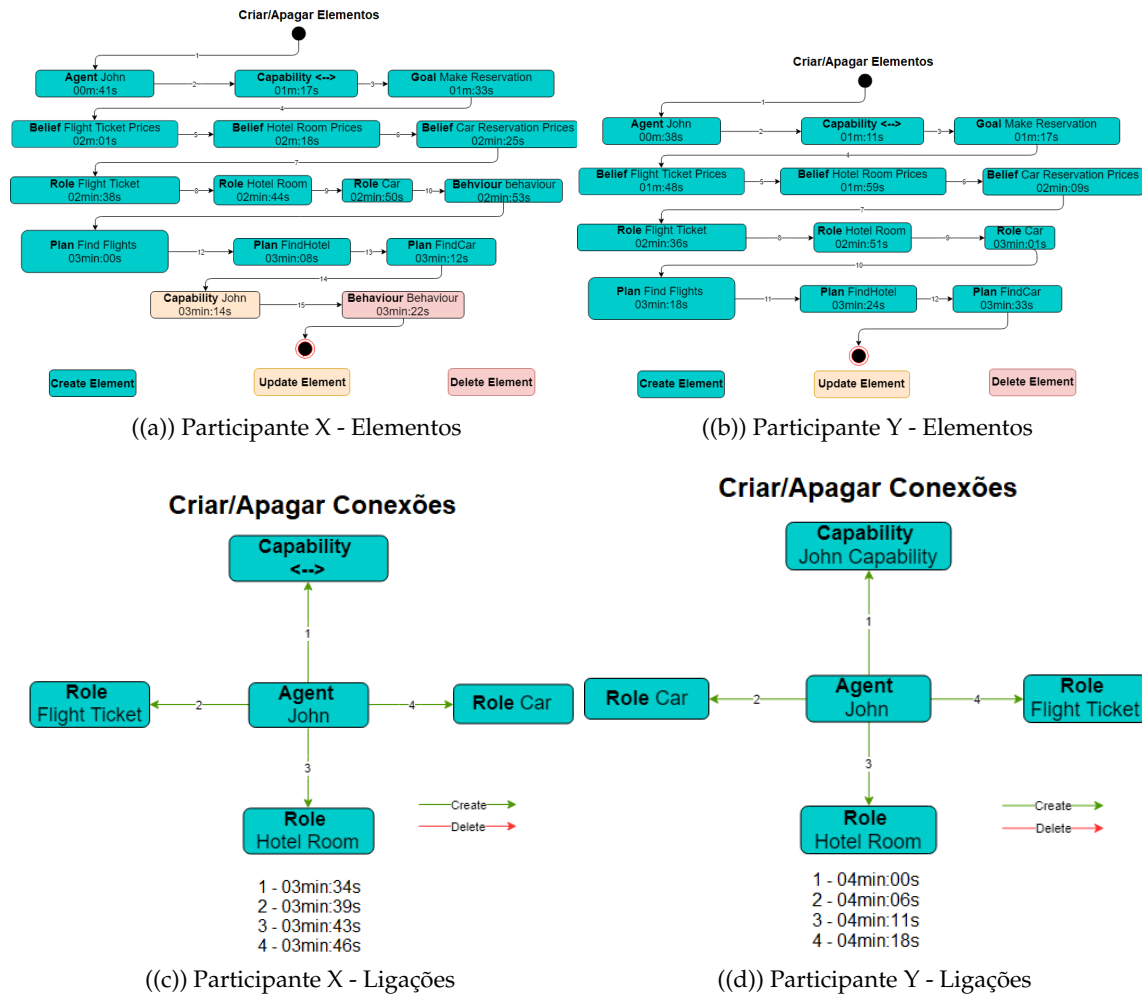 Criar/Apagar Elementos
1
Agent John
00m:41s
2
Capability <-->
01m:17s
3
Goal Make Reservation
01m:33s
4
Belief Flight Ticket Prices
02m:01s
5
Belief Hotel Room Prices
02m:18s
6
Belief Car Reservation Prices
02min:25s
7
Role Flight Ticket
02min:38s
8
Role Hotel Room
02min:44s
9
Role Car
02min:50s
10
Behviour behaviour
02min:53s
Plan Find Flights
03min:00s
12
Plan FindHotel
03min:08s
13
Plan FindCar
03min:12s
14
Capability John
03min:14s
15
Behaviour Behaviour
03min:22s
Create Element
Update Element
Delete Element
((a)) Participante X - Elementos
Criar/Apagar Elementos
1
Agent John
00m:38s
2
Capability <-->
01m:11s
3
Goal Make Reservation
01m:17s
4
Belief Flight Ticket Prices
01m:48s
5
Belief Hotel Room Prices
01m:59s
6
Belief Car Reservation Prices
02min:09s
7
Role Flight Ticket
02min:36s
8
Role Hotel Room
02min:51s
9
Role Car
03min:01s
10
Plan Find Flights
03min:18s
11
Plan FindHotel
03min:24s
12
Plan FindCar
03min:33s
Create Element
Update Element
Delete Element
((b)) Participante Y - Elementos
Criar/Apagar Conexões
Capability
<-->
1
Role
Flight Ticket
2
Agent
John
4
Role Car
3
Role
Hotel Room
Create
Delete
1 - 03min:34s
2 - 03min:39s
3 - 03min:43s
4 - 03min:46s
((c)) Participante X - Ligações
Criar/Apagar Conexões
Capability
John Capability
1
Role Car
2
Agent
John
4
Role
Flight Ticket
3
Role
Hotel Room
Create
Delete
1 - 04min:00s
2 - 04min:06s
3 - 04min:11s
4 - 04min:18s
((d)) Participante Y - Ligações